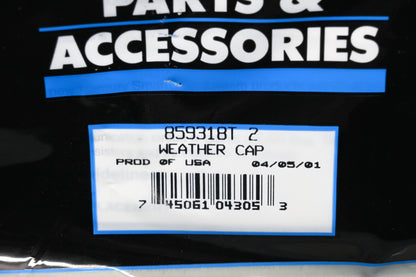 PARTS &
ACCESSORIES
859318T 2
WEATHER CAP
PROD OF USA 04/05/01
7 45061 04305 3